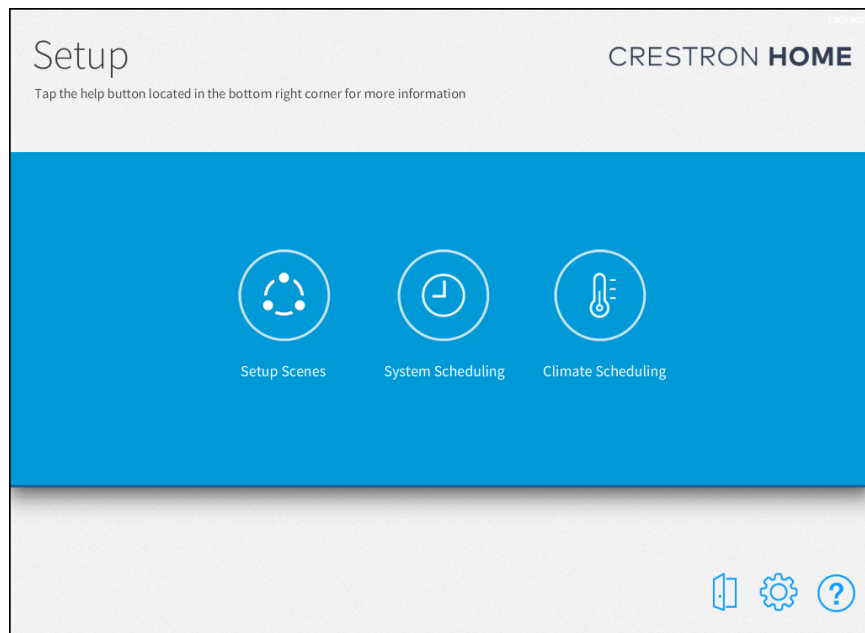 Setup
CRESTRON HOME
Tap the help button located in the bottom right corner for more information
Setup Scenes
System Scheduling
Climate Scheduling
?